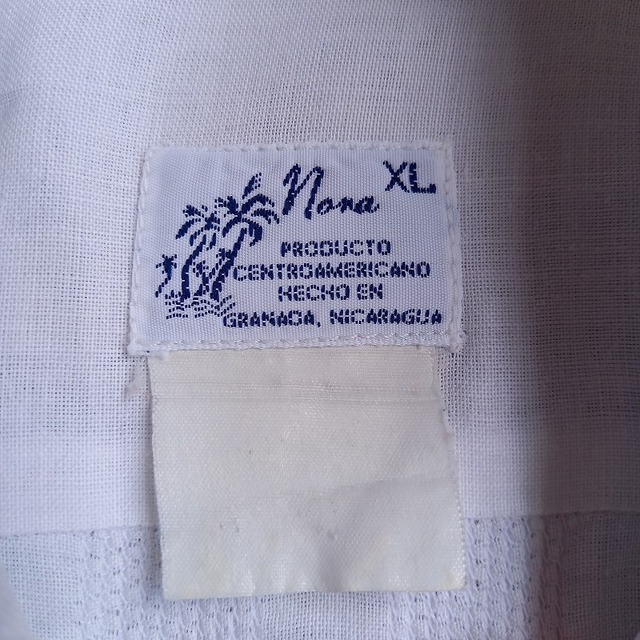 Nora XL
PRODUCTO
CENTROAMERICANO
HECHO EN
GRANADA, NICARAGUA